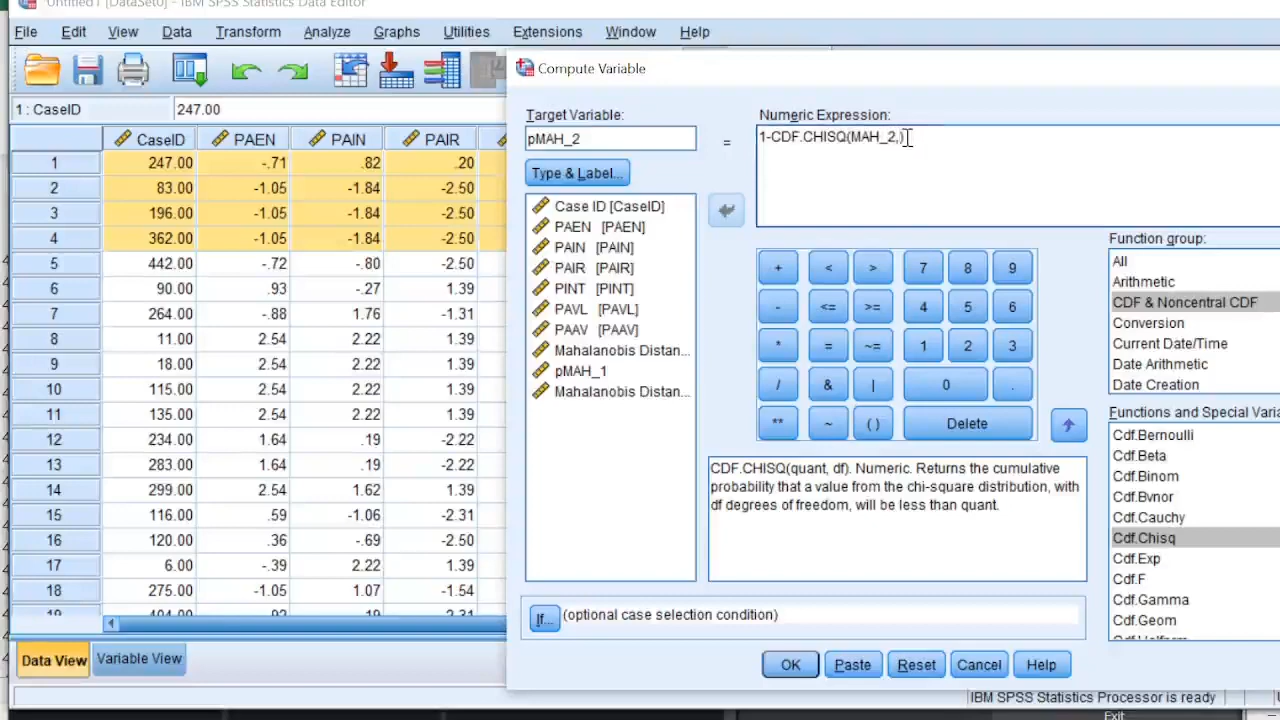 Untitled1 [DataSet0] - IBM SPSS Statistics Data Editor
File Edit View Data Transform Analyze Graphs Utilities Extensions Window Help
1 : CaseID 247.00
CaseID PAEN PAIN PAIR
1 247.00 -.71 .82 .20
2 83.00 -1.05 -1.84 -2.50
3 196.00 -1.05 -1.84 -2.50
4 362.00 -1.05 -1.84 -2.50
5 442.00 -.72 -.80 -2.50
6 90.00 .93 -.27 1.39
7 264.00 -.88 1.76 -1.31
8 11.00 2.54 2.22 1.39
9 18.00 2.54 2.22 1.39
10 115.00 2.54 2.22 1.39
11 135.00 2.54 2.22 1.39
12 234.00 1.64 .19 -2.22
13 283.00 1.64 .19 -2.22
14 299.00 2.54 1.62 1.39
15 116.00 .59 -1.06 -2.31
16 120.00 .36 -.69 -2.50
17 6.00 -.39 2.22 1.39
18 275.00 -1.05 1.07 -1.54
Data View Variable View
Compute Variable
Target Variable:
pMAH_2
=
Type & Label...
Case ID [CaseID]
PAEN [PAEN]
PAIN [PAIN]
PAIR [PAIR]
PINT [PINT]
PAVL [PAVL]
PAAV [PAAV]
Mahalanobis Distan...
pMAH_1
Mahalanobis Distan...
Numeric Expression:
1-CDF.CHISQ(MAH_2,)
+ < > 7 8 9
- <= >= 4 5 6
* = ~= 1 2 3
/ & | 0 .
** ~ ( ) Delete
CDF.CHISQ(quant, df). Numeric. Returns the cumulative
probability that a value from the chi-square distribution, with
df degrees of freedom, will be less than quant.
Function group:
All
Arithmetic
CDF & Noncentral CDF
Conversion
Current Date/Time
Date Arithmetic
Date Creation
Functions and Special Varia
Cdf.Bernoulli
Cdf.Beta
Cdf.Binom
Cdf.Bvnor
Cdf.Cauchy
Cdf.Chisq
Cdf.Exp
Cdf.F
Cdf.Gamma
Cdf.Geom
If... (optional case selection condition)
OK Paste Reset Cancel Help
IBM SPSS Statistics Processor is ready
Exit